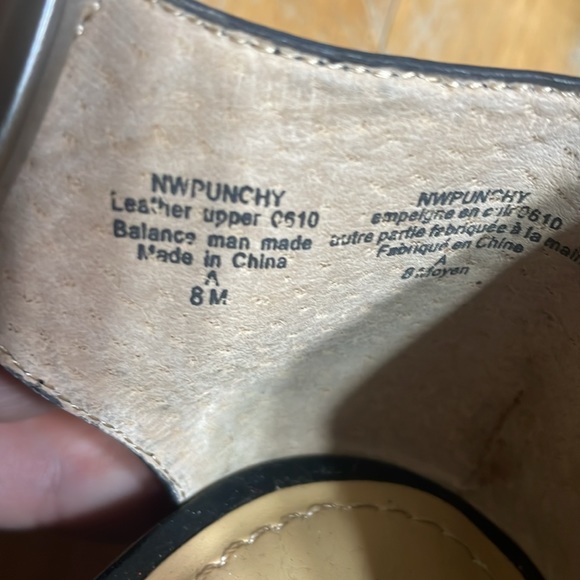 NWPUNCHY
Leather upper 0610
Balance man made
Made in China
A
8 M
NWPUNCHY
empeigne en cuir 0610
autre partie fabriquée à la main
Fabriqué en Chine
A
8 Moyen